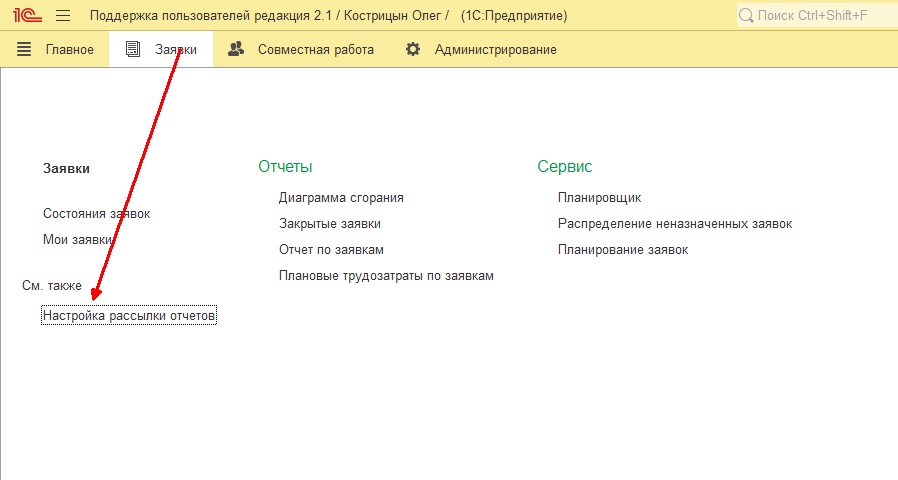 1С Поддержка пользователей редакция 2.1 / Кострицын Олег / (1С:Предприятие) Поиск Ctrl+Shift+F
Главное Заявки Совместная работа Администрирование
Заявки
Состояния заявок
Мои заявки
См. также
Настройка рассылки отчетов
Отчеты
Диаграмма сгорания
Закрытые заявки
Отчет по заявкам
Плановые трудозатраты по заявкам
Сервис
Планировщик
Распределение неназначенных заявок
Планирование заявок